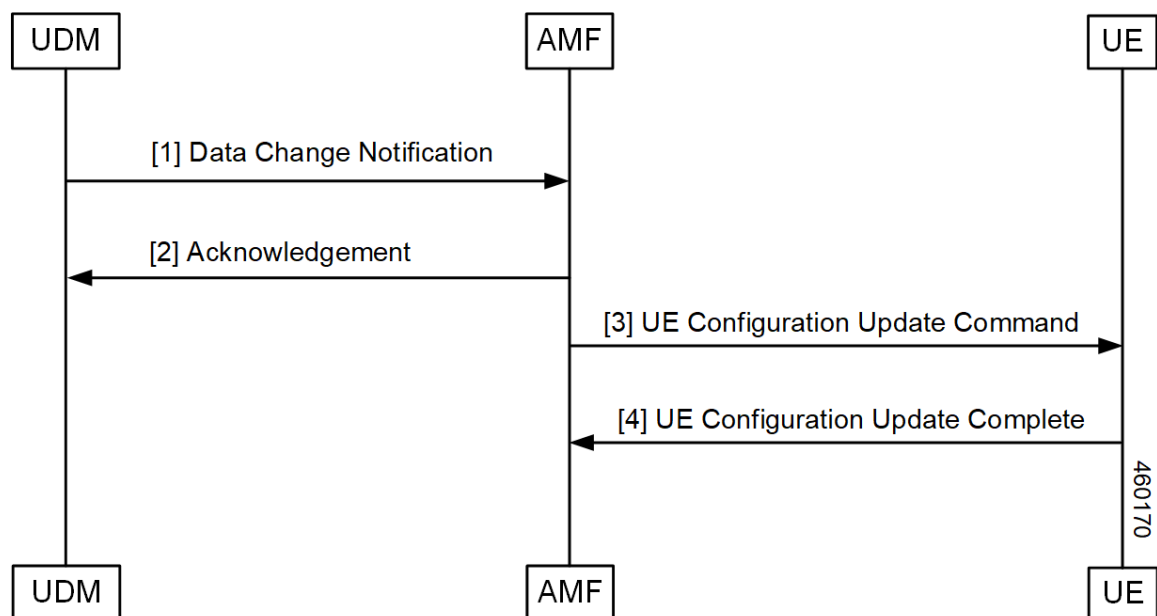 UDM
AMF
UE
[1] Data Change Notification
[2] Acknowledgement
[3] UE Configuration Update Command
[4] UE Configuration Update Complete
460170
UDM
AMF
UE